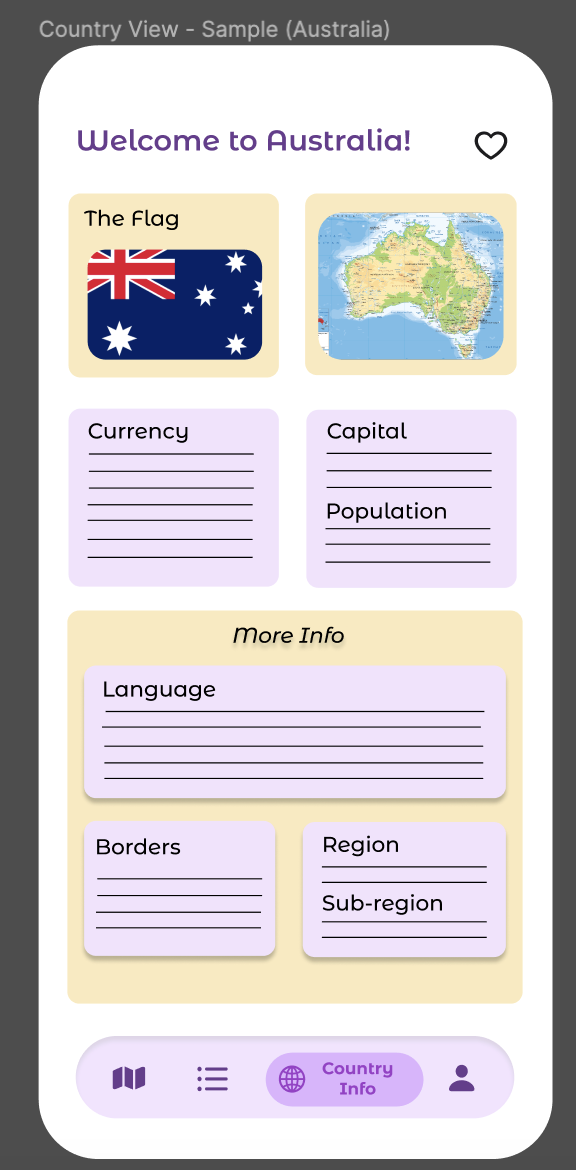 Country View - Sample (Australia)
Welcome to Australia!
The Flag
Currency
Capital
Population
More Info
Language
Borders
Region
Sub-region
Country
Info